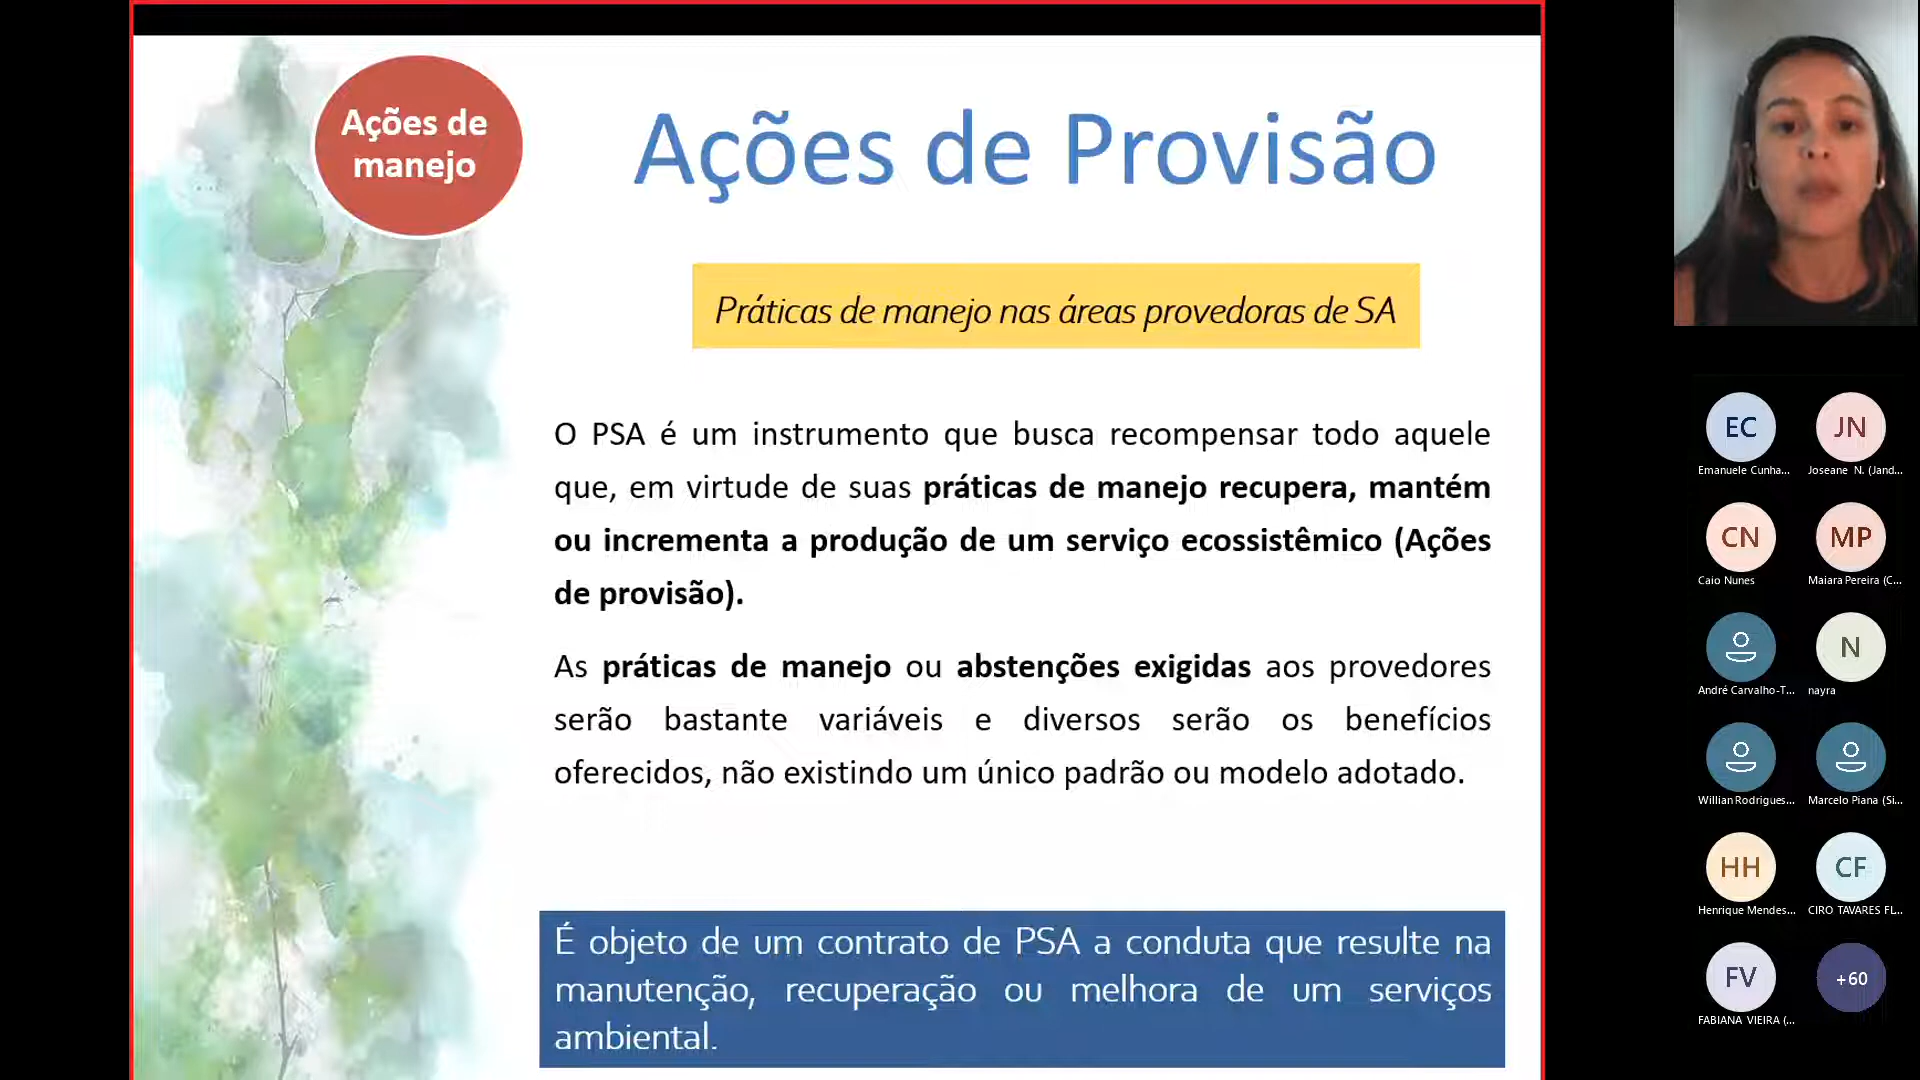 Ações de
manejo
Ações de Provisão
Práticas de manejo nas áreas provedoras de SA
O PSA é um instrumento que busca recompensar todo aquele
que, em virtude de suas práticas de manejo recupera, mantém
ou incrementa a produção de um serviço ecossistêmico (Ações
de provisão).
As práticas de manejo ou abstenções exigidas aos provedores
serão bastante variáveis e diversos serão os benefícios
oferecidos, não existindo um único padrão ou modelo adotado.
É objeto de um contrato de PSA a conduta que resulte na
manutenção, recuperação ou melhora de um serviços
ambiental.
EC
JN
Emanuele Cunha...
Joseane N. (Jand...
CN
MP
Caio Nunes
Maiara Pereira (C...
N
André Carvalho-T...
nayra
Willian Rodrigues...
Marcelo Piana (Si...
HH
CF
Henrique Mendes...
CIRO TAVARES FL...
FV
+60
FABIANA VIEIRA (...